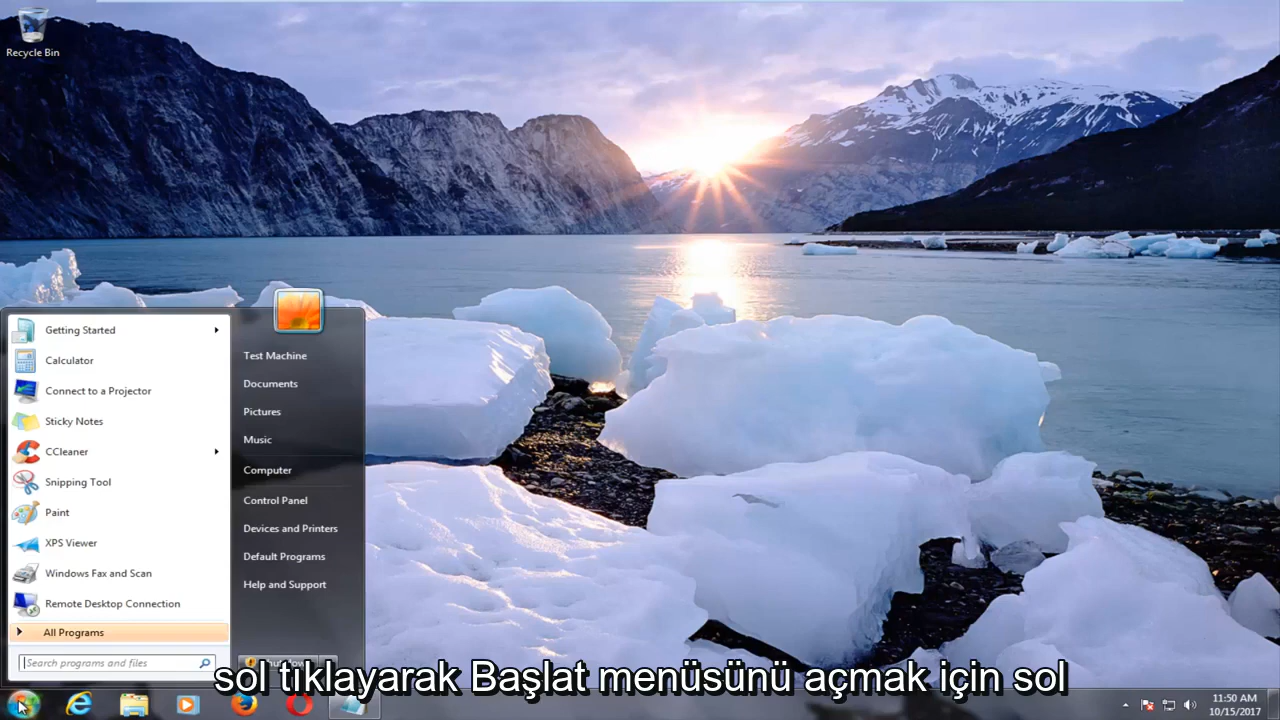 Recycle Bin
Getting Started
Calculator
Connect to a Projector
Sticky Notes
CCleaner
Snipping Tool
Paint
XPS Viewer
Windows Fax and Scan
Remote Desktop Connection
All Programs
Search programs and files
Test Machine
Documents
Pictures
Music
Computer
Control Panel
Devices and Printers
Default Programs
Help and Support
sol tıklayarak Başlat menüsünü açmak için sol
11:50 AM
10/15/2017